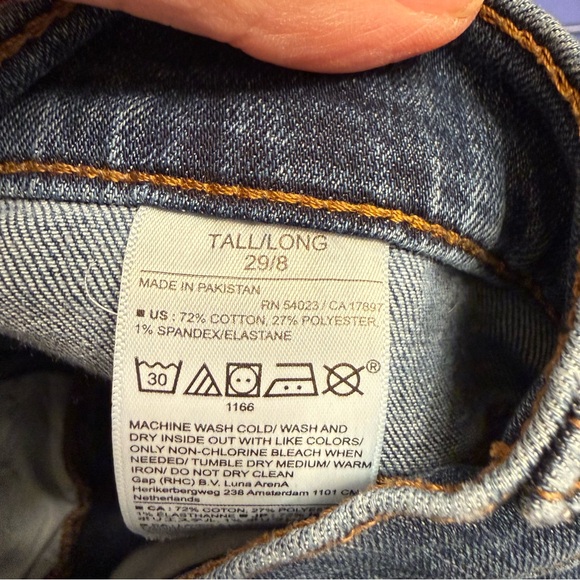 TALL/LONG
29/8
MADE IN PAKISTAN
RN 54023 / CA 17897
■ US : 72% COTTON, 27% POLYESTER,
1% SPANDEX/ELASTANE
30
®
1166
MACHINE WASH COLD/ WASH AND
DRY INSIDE OUT WITH LIKE COLORS/
ONLY NON-CHLORINE BLEACH WHEN
NEEDED/ TUMBLE DRY MEDIUM/ WARM
IRON/ DO NOT DRY CLEAN
Gap (RHC) B.V. Luna ArenA
Herikerbergweg 238 Amsterdam 1101 CM
Netherlands
■ CA : 72% COTTON, 27% POLYESTER
1% ELASTHANNE